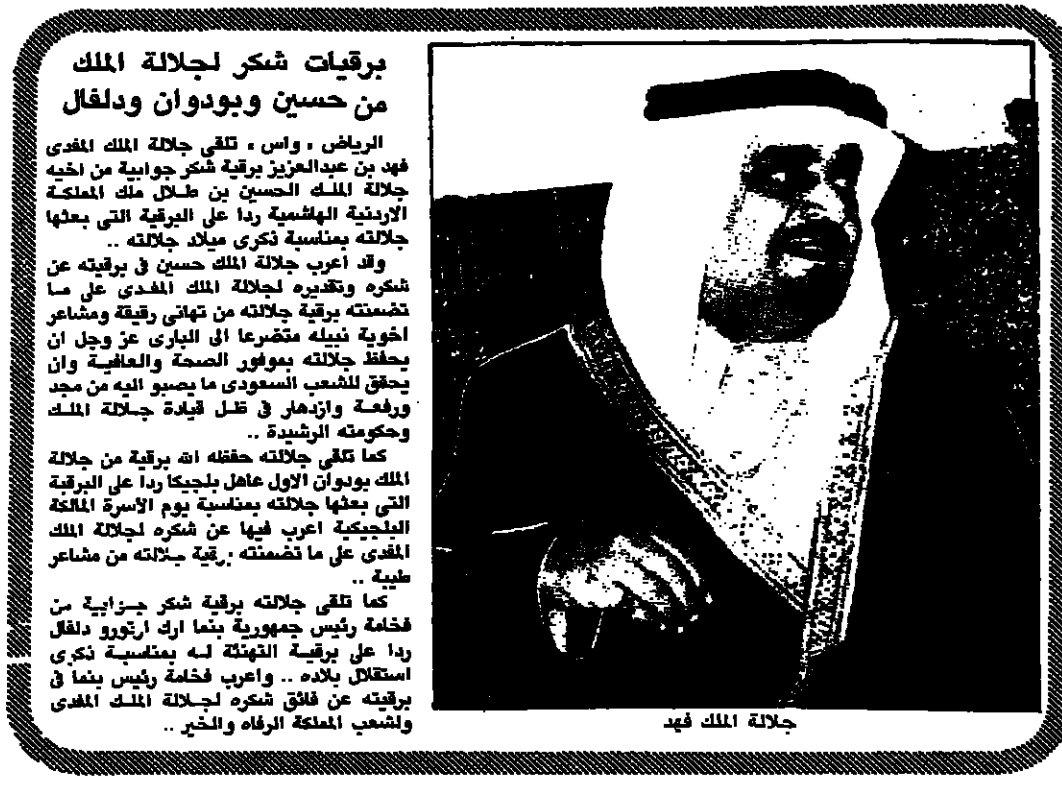 برقيات شكر لجلالة الملك
من حسين وبودوان ودلفال
الرياض ، واس ، تلقى جلالة الملك المفدى
فهد بن عبدالعزيز برقية شكر جوابية من اخيه
جلالة الملك الحسين بن طلال ملك المملكة
الاردنية الهاشمية ردا على البرقية التى بعثها
جلالته بمناسبة ذكرى ميلاد جلالته ..
وقد أعرب جلالة الملك حسين فى برقيته عن
شكره وتقديره لجلالة الملك المفدى على ما
تضمنته برقية جلالته من تهانى رقيقة ومشاعر
اخوية نبيله متضرعا الى البارى عز وجل ان
يحفظ جلالته بموفور الصحة والعافية وان
يحقق للشعب السعودى ما يصبو اليه من مجد
ورفعة وازدهار فى ظل قيادة جلالة الملك
وحكومته الرشيدة ..
كما تلقى جلالته حفظه الله برقية من جلالة
الملك بودوان الاول عاهل بلجيكا ردا على البرقية
التى بعثها جلالته بمناسبة يوم الأسرة المالكة
البلجيكية اعرب فيها عن شكره لجلالة الملك
المفدى على ما تضمنته برقية جلالته من مشاعر
طيبة ..
كما تلقى جلالته برقية شكر جوابية من
فخامة رئيس جمهورية بنما ارك ارتورو دلفال
ردا على برقية التهنئة له بمناسبة ذكرى
استقلال بلاده .. واعرب فخامة رئيس بنما فى
برقيته عن فائق شكره لجلالة الملك المفدى
ولشعب المملكة الرفاه والخير ..
جلالة الملك فهد